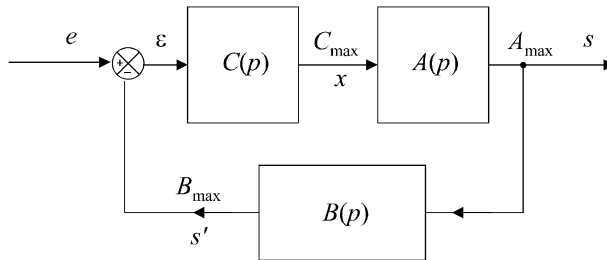 e
ε
C(p)
C_max
x
A(p)
A_max
s
+
−
B_max
s′
B(p)